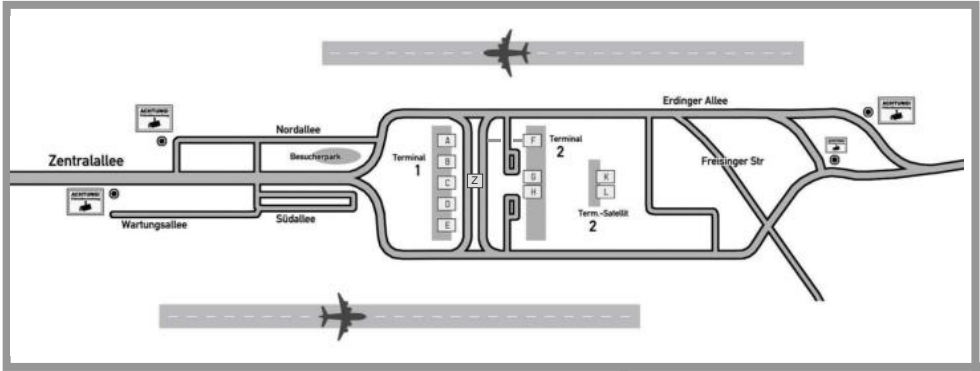 Erdinger Allee
ACHTUNG!
ACHTUNG!
Nordallee
Zentralallee
Besucherpark
Terminal
1
A
B
C
D
E
Z
F
G
H
Terminal
2
K
L
Term.-Satellit
2
Freisinger Str
ACHTUNG!
Wartungsallee
Südallee